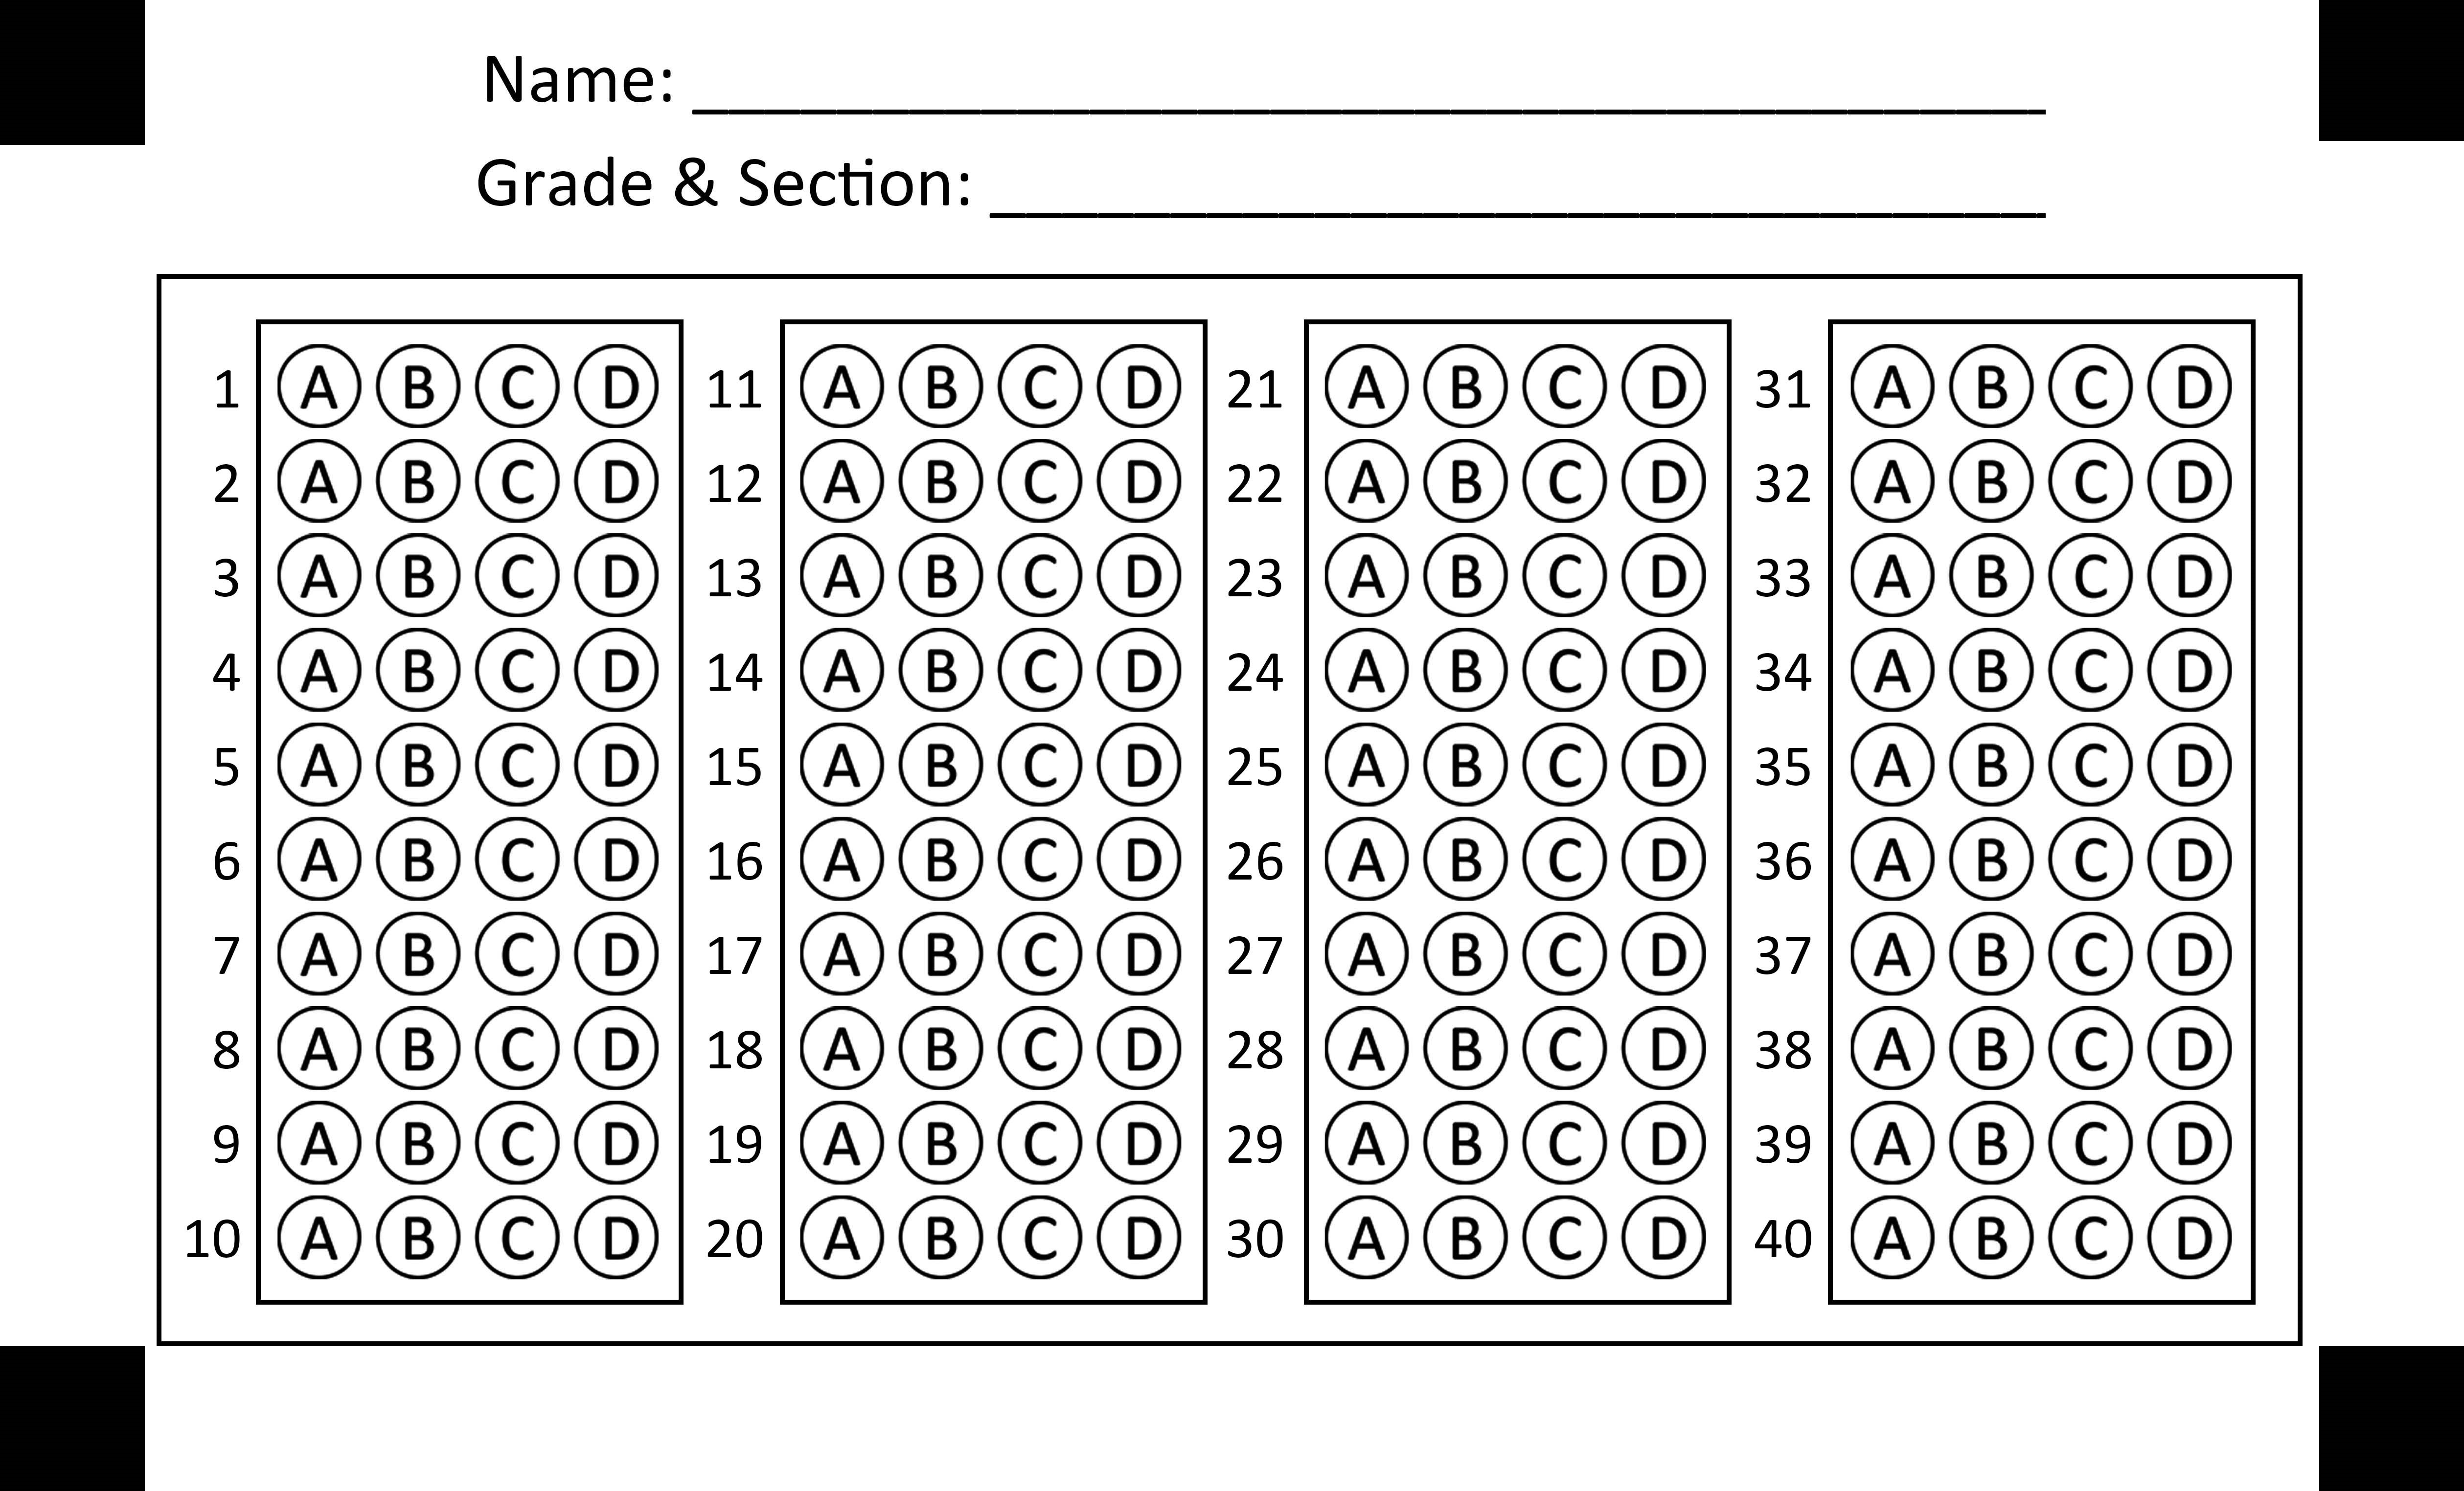 Name: ______________________________________
Grade & Section: ______________________________
1 A B C D 11 A B C D 21 A B C D 31 A B C D
2 A B C D 12 A B C D 22 A B C D 32 A B C D
3 A B C D 13 A B C D 23 A B C D 33 A B C D
4 A B C D 14 A B C D 24 A B C D 34 A B C D
5 A B C D 15 A B C D 25 A B C D 35 A B C D
6 A B C D 16 A B C D 26 A B C D 36 A B C D
7 A B C D 17 A B C D 27 A B C D 37 A B C D
8 A B C D 18 A B C D 28 A B C D 38 A B C D
9 A B C D 19 A B C D 29 A B C D 39 A B C D
10 A B C D 20 A B C D 30 A B C D 40 A B C D